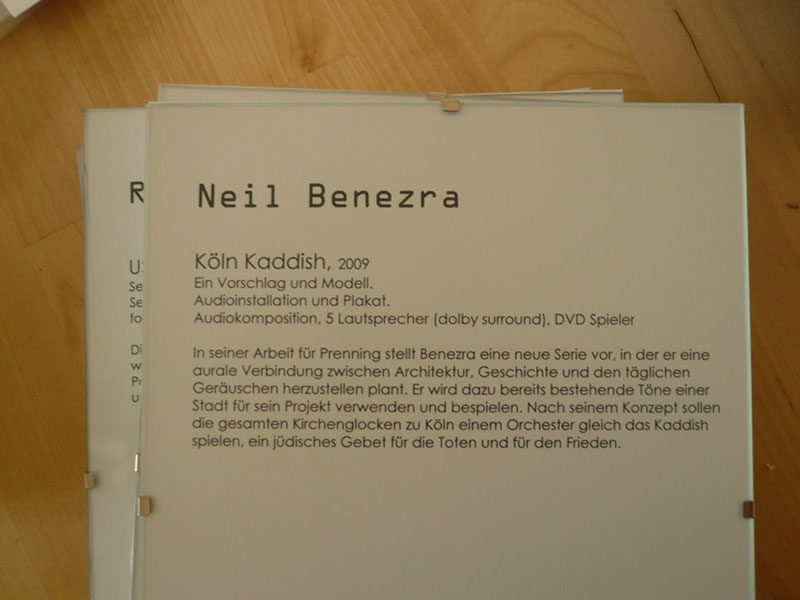 Neil Benezra
Köln Kaddish, 2009
Ein Vorschlag und Modell.
Audioinstallation und Plakat.
Audiokomposition, 5 Lautsprecher (dolby surround), DVD Spieler
In seiner Arbeit für Prenning stellt Benezra eine neue Serie vor, in der er eine
aurale Verbindung zwischen Architektur, Geschichte und den täglichen
Geräuschen herzustellen plant. Er wird dazu bereits bestehende Töne einer
Stadt für sein Projekt verwenden und bespielen. Nach seinem Konzept sollen
die gesamten Kirchenglocken zu Köln einem Orchester gleich das Kaddish
spielen, ein jüdisches Gebet für die Toten und für den Frieden.